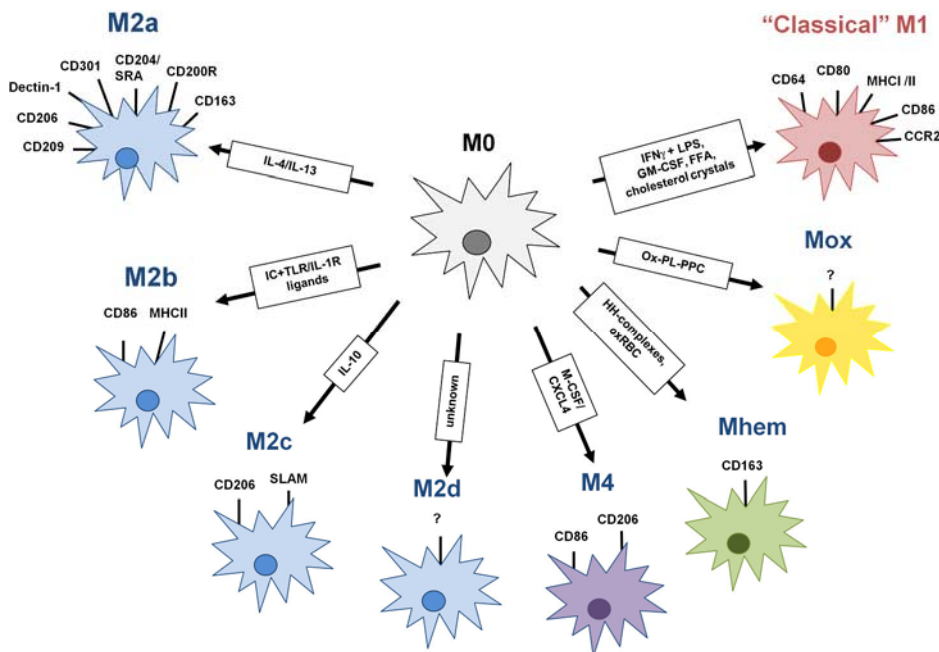 M2a
"Classical" M1
CD204/
SRA
CD301
CD200R
Dectin-1
CD163
CD206
CD209
CD80
CD64
MHCI /II
CD86
CCR2
M0
IL-4/IL-13
IFNγ + LPS,
GM-CSF, FFA,
cholesterol crystals
Mox
?
Ox-PL-PPC
M2b
IC+TLR/IL-1R
ligands
CD86
MHCII
HH-complexes,
oxRBC
IL-10
unknown
M-CSF/
CXCL4
Mhem
CD163
M2c
CD206
SLAM
M2d
?
M4
CD86
CD206